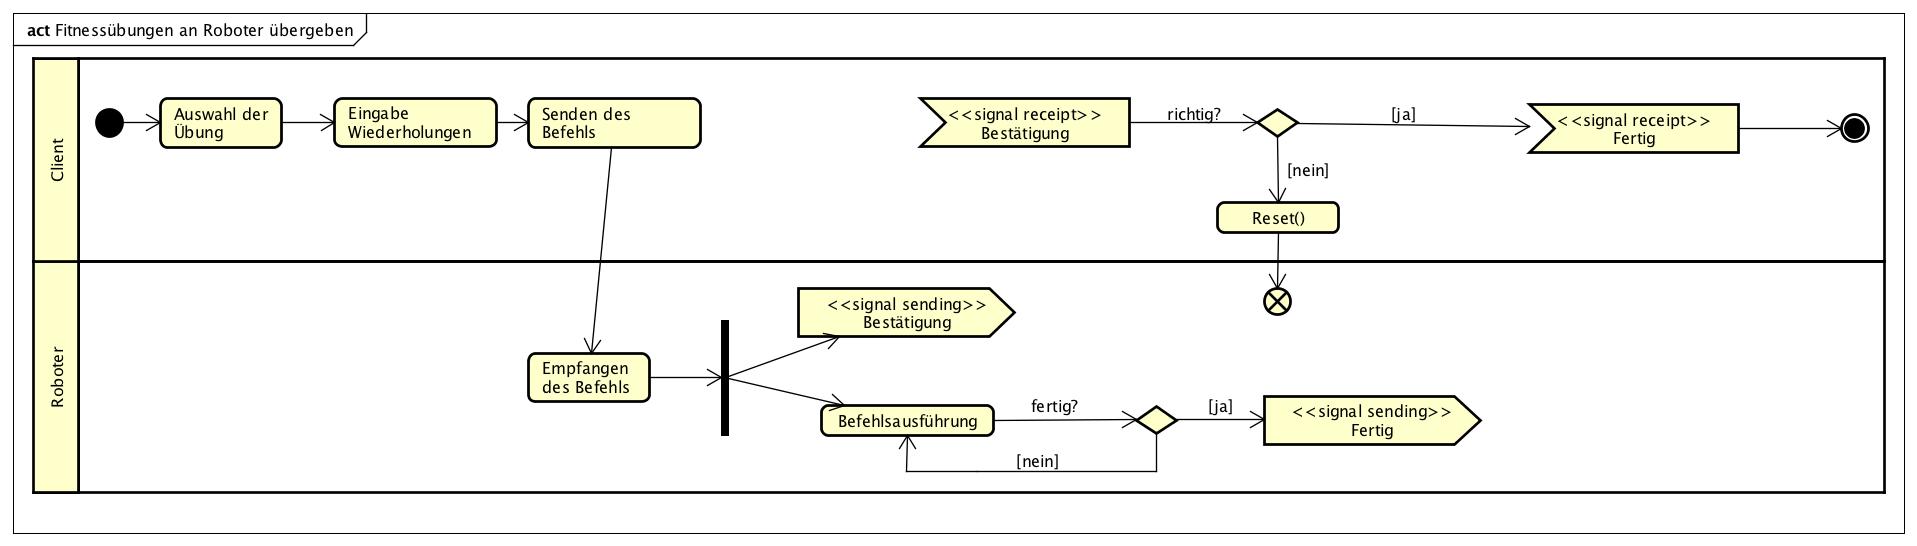 act Fitnessübungen an Roboter übergeben
Client
Auswahl der
Übung
Eingabe
Wiederholungen
Senden des
Befehls
<<signal receipt>>
Bestätigung
richtig?
[ja]
<<signal receipt>>
Fertig
[nein]
Reset()
Roboter
Empfangen
des Befehls
<<signal sending>>
Bestätigung
Befehlsausführung
fertig?
[ja]
<<signal sending>>
Fertig
[nein]